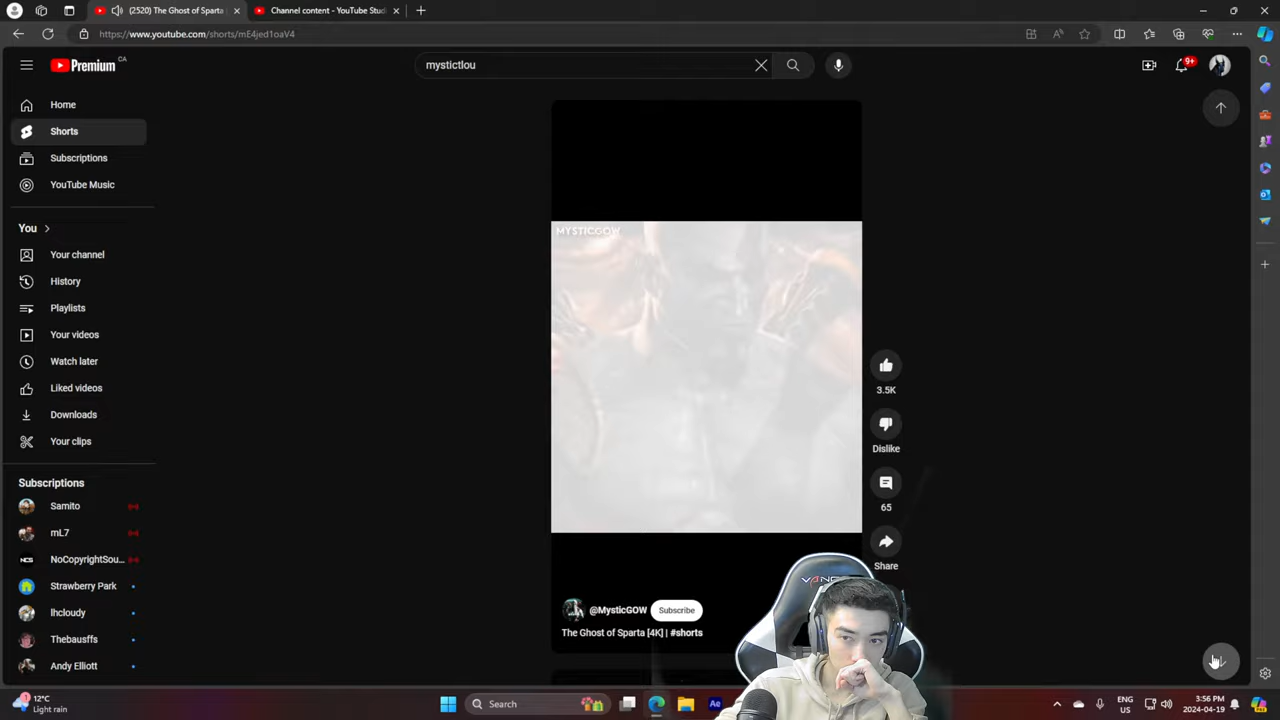 (2520) The Ghost of Sparta
Channel content - YouTube Stud
https://www.youtube.com/shorts/mE4jed1oaV4
Premium CA
mystictlou
9+
Home
Shorts
Subscriptions
YouTube Music
You
Your channel
History
Playlists
Your videos
Watch later
Liked videos
Downloads
Your clips
Subscriptions
Samito
mL7
NCS
NoCopyrightSou...
Strawberry Park
lhcloudy
Thebausffs
Andy Elliott
MYSTICGOW
3.5K
Dislike
65
Share
@MysticGOW
Subscribe
The Ghost of Sparta [4K] | #shorts
1
12°C
Light rain
Search
Ae
ENG
US
3:56 PM
2024-04-19